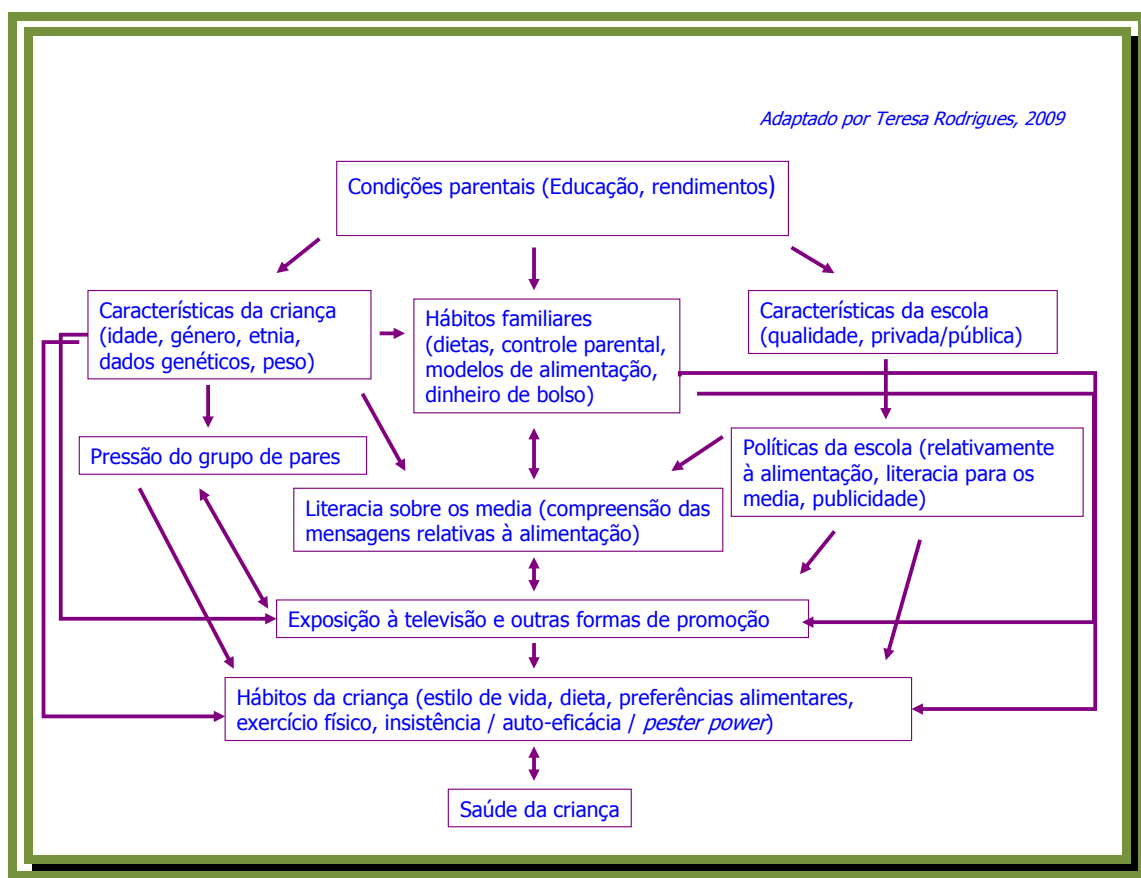 Adaptado por Teresa Rodrigues, 2009
Condições parentais (Educação, rendimentos)
Características da criança
(idade, género, etnia,
dados genéticos, peso)
Hábitos familiares
(dietas, controle parental,
modelos de alimentação,
dinheiro de bolso)
Características da escola
(qualidade, privada/pública)
Pressão do grupo de pares
Políticas da escola (relativamente
à alimentação, literacia para os
media, publicidade)
Literacia sobre os media (compreensão das
mensagens relativas à alimentação)
Exposição à televisão e outras formas de promoção
Hábitos da criança (estilo de vida, dieta, preferências alimentares,
exercício físico, insistência / auto-eficácia / pester power)
Saúde da criança